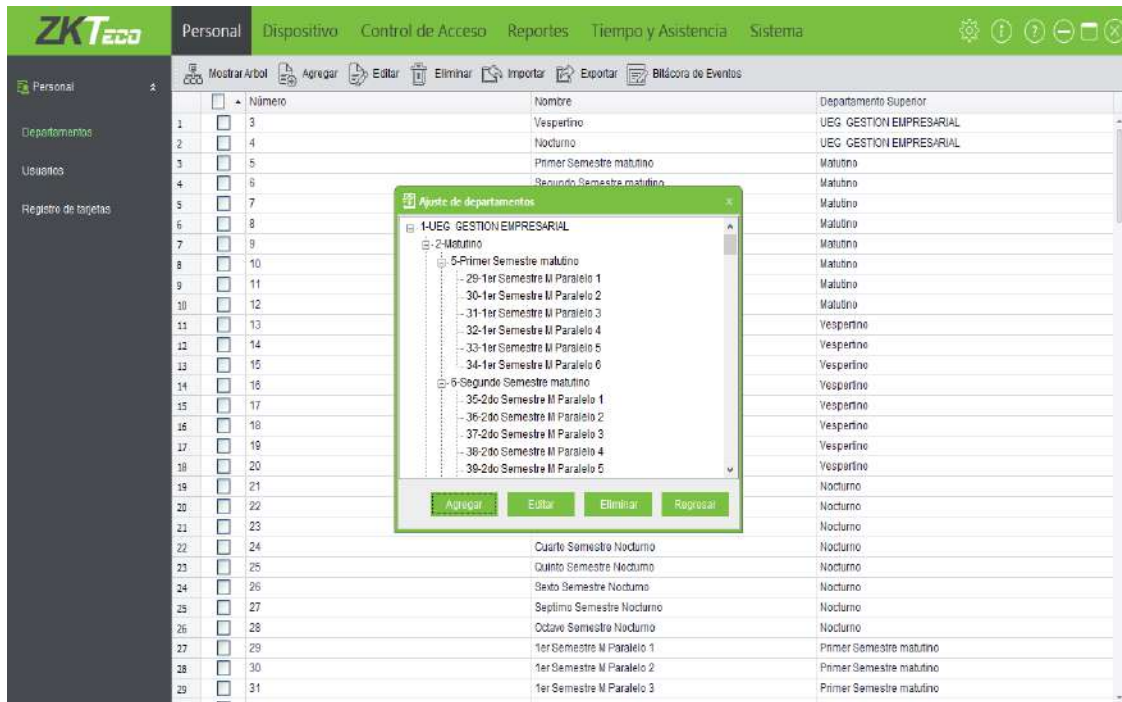 ZKTeco
Personal Dispositivo Control de Acceso Reportes Tiempo y Asistencia Sistema
Mostrar Arbol Agregar Editar Eliminar Importar Exportar Bitácora de Eventos
Personal
Departamentos
Usuarios
Registro de tarjetas
Número Nombre Departamento Superior
1 3 Vespertino UEG GESTION EMPRESARIAL
2 4 Nocturno UEG GESTION EMPRESARIAL
3 5 Primer Semestre matutino Matutino
4 6 Segundo Semestre matutino Matutino
5 7 Matutino
6 8 Matutino
7 9 Matutino
8 10 Matutino
9 11 Matutino
10 12 Matutino
11 13 Vespertino
12 14 Vespertino
13 15 Vespertino
14 16 Vespertino
15 17 Vespertino
16 18 Vespertino
17 19 Vespertino
18 20 Vespertino
19 21 Nocturno
20 22 Nocturno
21 23 Nocturno
22 24 Cuarto Semestre Nocturno Nocturno
23 25 Quinto Semestre Nocturno Nocturno
24 26 Sexto Semestre Nocturno Nocturno
25 27 Septimo Semestre Nocturno Nocturno
26 28 Octavo Semestre Nocturno Nocturno
27 29 1er Semestre M Paralelo 1 Primer Semestre matutino
28 30 1er Semestre M Paralelo 2 Primer Semestre matutino
29 31 1er Semestre M Paralelo 3 Primer Semestre matutino
Ajuste de departamentos
1-UEG GESTION EMPRESARIAL
2-Matutino
5-Primer Semestre matutino
29-1er Semestre M Paralelo 1
30-1er Semestre M Paralelo 2
31-1er Semestre M Paralelo 3
32-1er Semestre M Paralelo 4
33-1er Semestre M Paralelo 5
34-1er Semestre M Paralelo 6
6-Segundo Semestre matutino
35-2do Semestre M Paralelo 1
36-2do Semestre M Paralelo 2
37-2do Semestre M Paralelo 3
38-2do Semestre M Paralelo 4
39-2do Semestre M Paralelo 5
Agregar Editar Eliminar Regresar